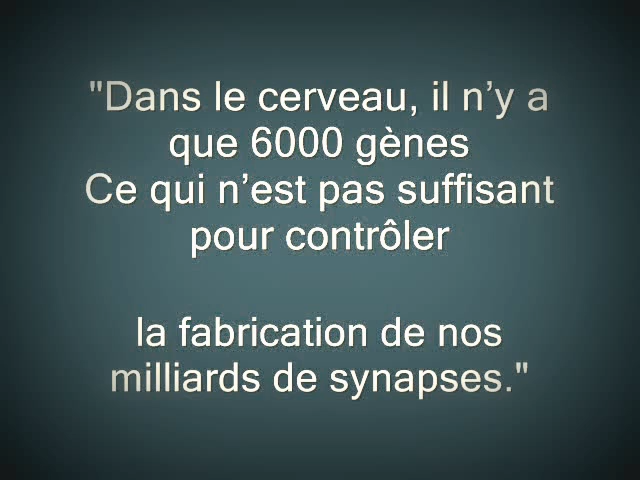 "Dans le cerveau, il n’y a
que 6000 gènes
Ce qui n’est pas suffisant
pour contrôler
la fabrication de nos
milliards de synapses."